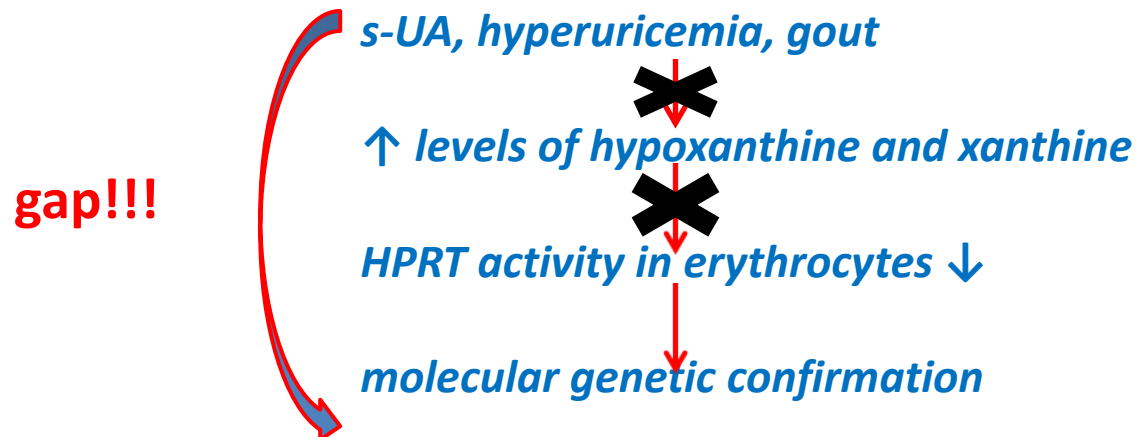 s-UA, hyperuricemia, gout
↑ levels of hypoxanthine and xanthine
gap!!!
HPRT activity in erythrocytes ↓
molecular genetic confirmation